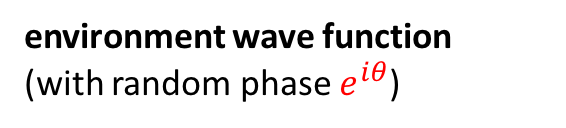 environment wave function
(with random phase e^{iθ})